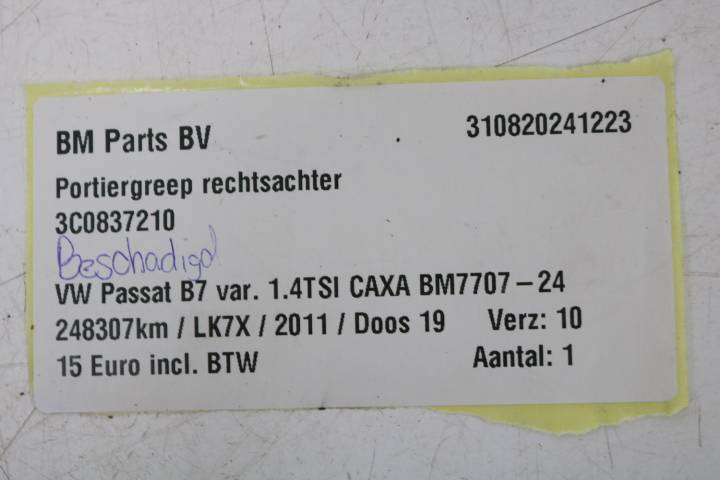 BM Parts BV 310820241223
Portiergreep rechtsachter
3C0837210
Beschadigd
VW Passat B7 var. 1.4TSI CAXA BM7707-24
248307km / LK7X / 2011 / Doos 19 Verz: 10
15 Euro incl. BTW Aantal: 1